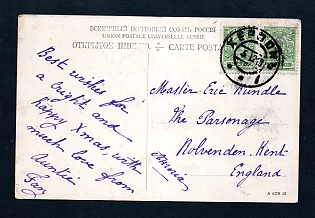 ВСЕМІРНЫЙ ПОЧТОВЫЙ СОЮЗЪ РОССІЯ
UNION POSTALE UNIVERSELLE RUSSIE
ОТКРЫТОЕ ПИСЬМО. CARTE POSTALE
Best wishes for
a bright and
happy Xmas, with
much love from
Auntie
Master Eric Rundle
The Parsonage
Rolvenden, Kent
England